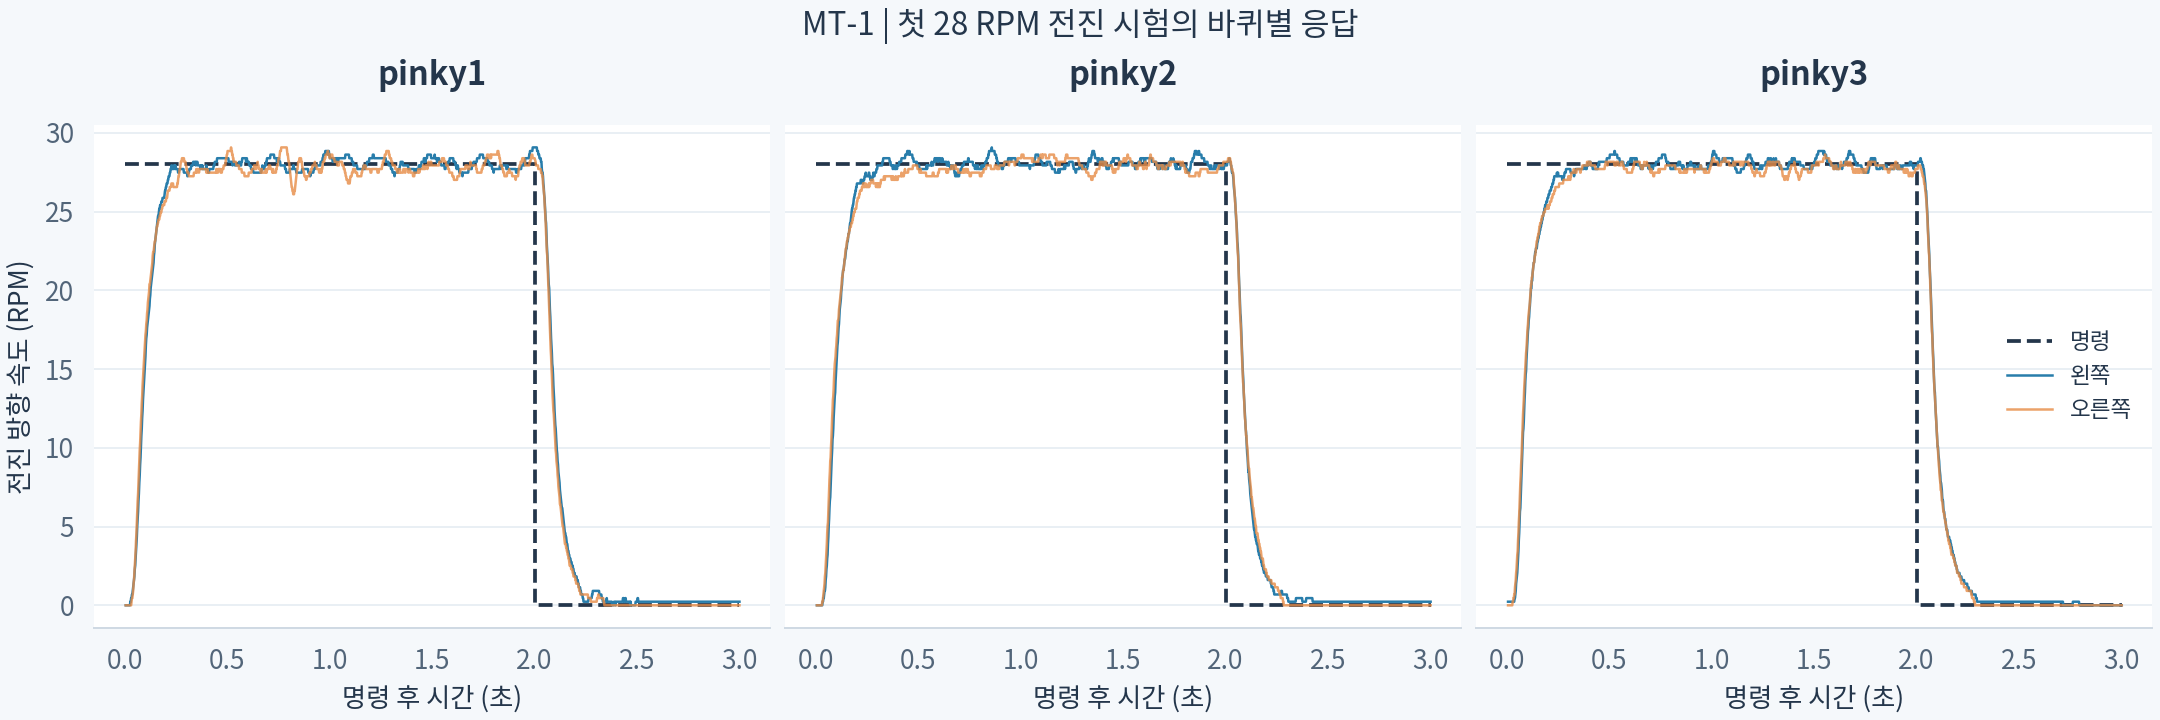 MT-1 | 첫 28 RPM 전진 시험의 바퀴별 응답
pinky1
pinky2
pinky3
전진 방향 속도 (RPM)
30
25
20
15
10
5
0
명령
왼쪽
오른쪽
0.0 0.5 1.0 1.5 2.0 2.5 3.0
0.0 0.5 1.0 1.5 2.0 2.5 3.0
0.0 0.5 1.0 1.5 2.0 2.5 3.0
명령 후 시간 (초)
명령 후 시간 (초)
명령 후 시간 (초)